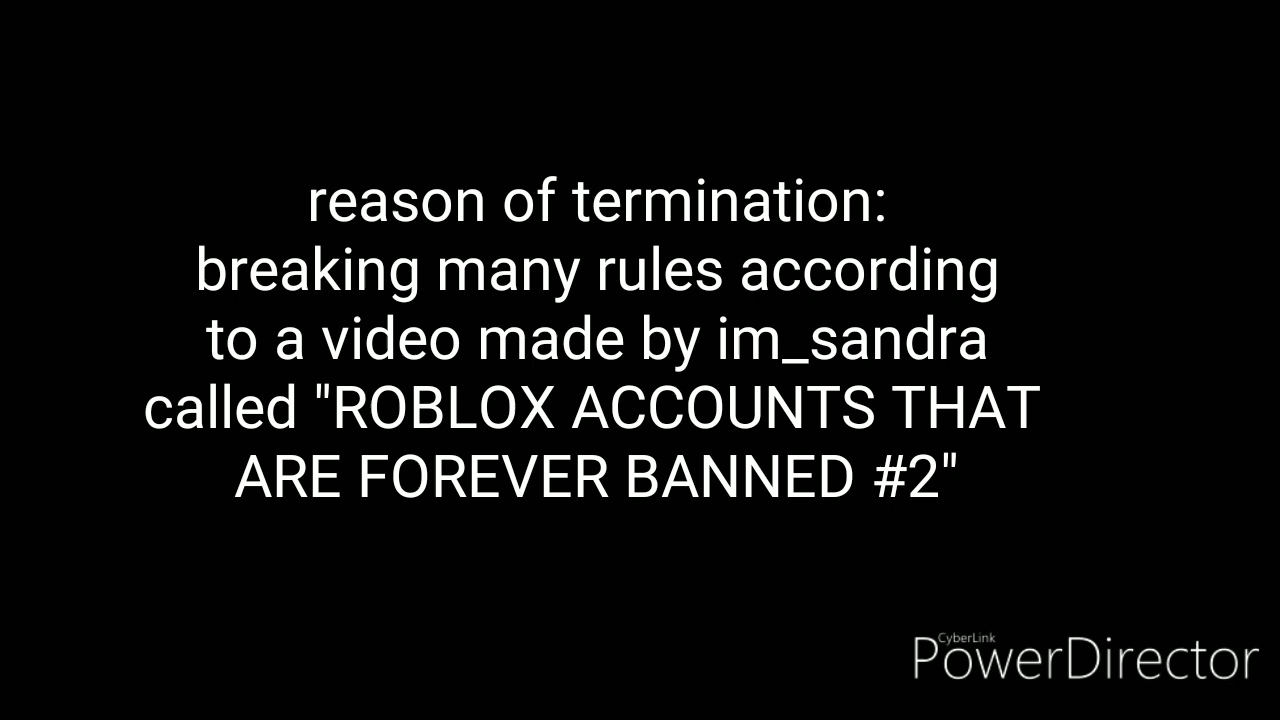 reason of termination:
breaking many rules according
to a video made by im_sandra
called "ROBLOX ACCOUNTS THAT
ARE FOREVER BANNED #2"
CyberLink
PowerDirector